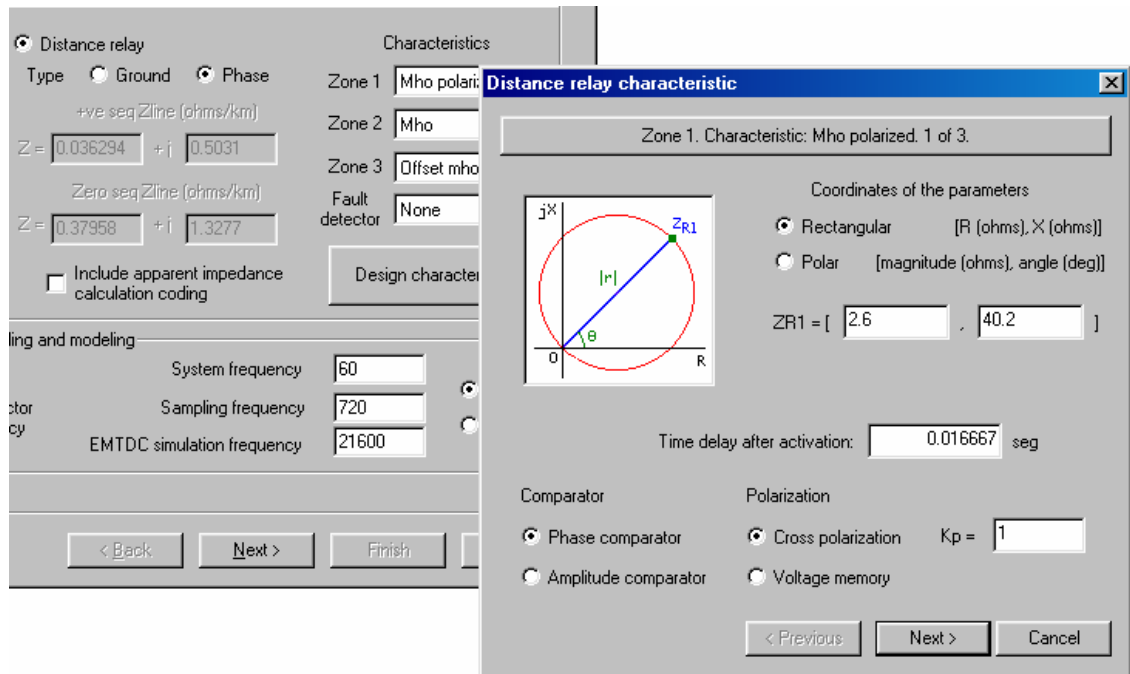 Distance relay
Characteristics
Type Ground Phase
Zone 1 Mho polari
+ve seq Zline (ohms/km)
Z = 0.036294 + j 0.5031
Zone 2 Mho
Zone 3 Offset mho
Zero seq Zline (ohms/km)
Z = 0.37958 + j 1.3277
Fault
detector None
Include apparent impedance
calculation coding
Design character
ling and modeling
System frequency 60
ctor
cy
Sampling frequency 720
EMTDC simulation frequency 21600
< Back Next > Finish
Distance relay characteristic
Zone 1. Characteristic: Mho polarized. 1 of 3.
jX
ZR1
|r|
θ
0
R
Coordinates of the parameters
Rectangular [R (ohms), X (ohms)]
Polar [magnitude (ohms), angle (deg)]
ZR1 = [ 2.6 , 40.2 ]
Time delay after activation: 0.016667 seg
Comparator
Polarization
Phase comparator
Cross polarization Kp = 1
Amplitude comparator
Voltage memory
< Previous Next > Cancel